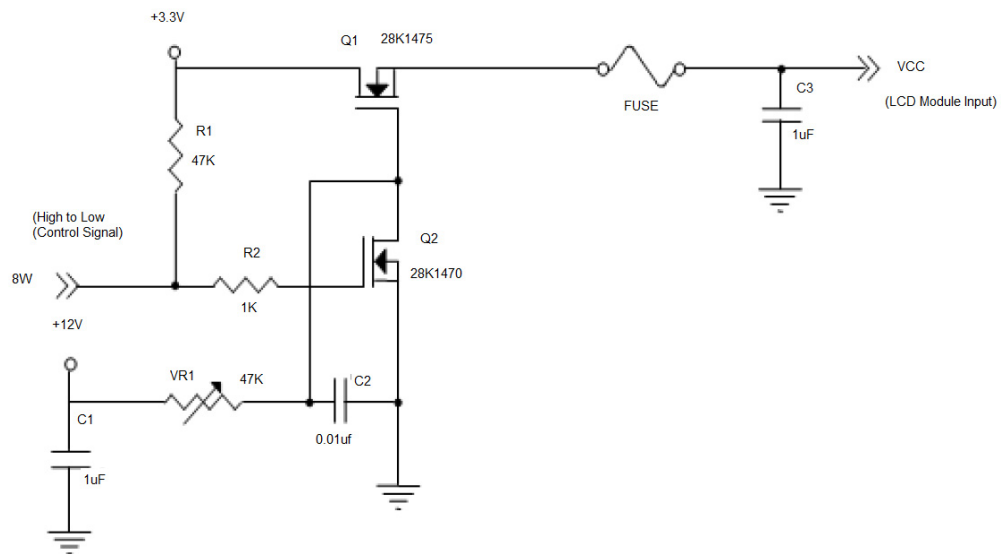 +3.3V
Q1
28K1475
R1
47K
FUSE
C3
1uF
VCC
(LCD Module Input)
(High to Low
(Control Signal)
8W
R2
1K
Q2
28K1470
+12V
VR1
47K
C2
0.01uf
C1
1uF